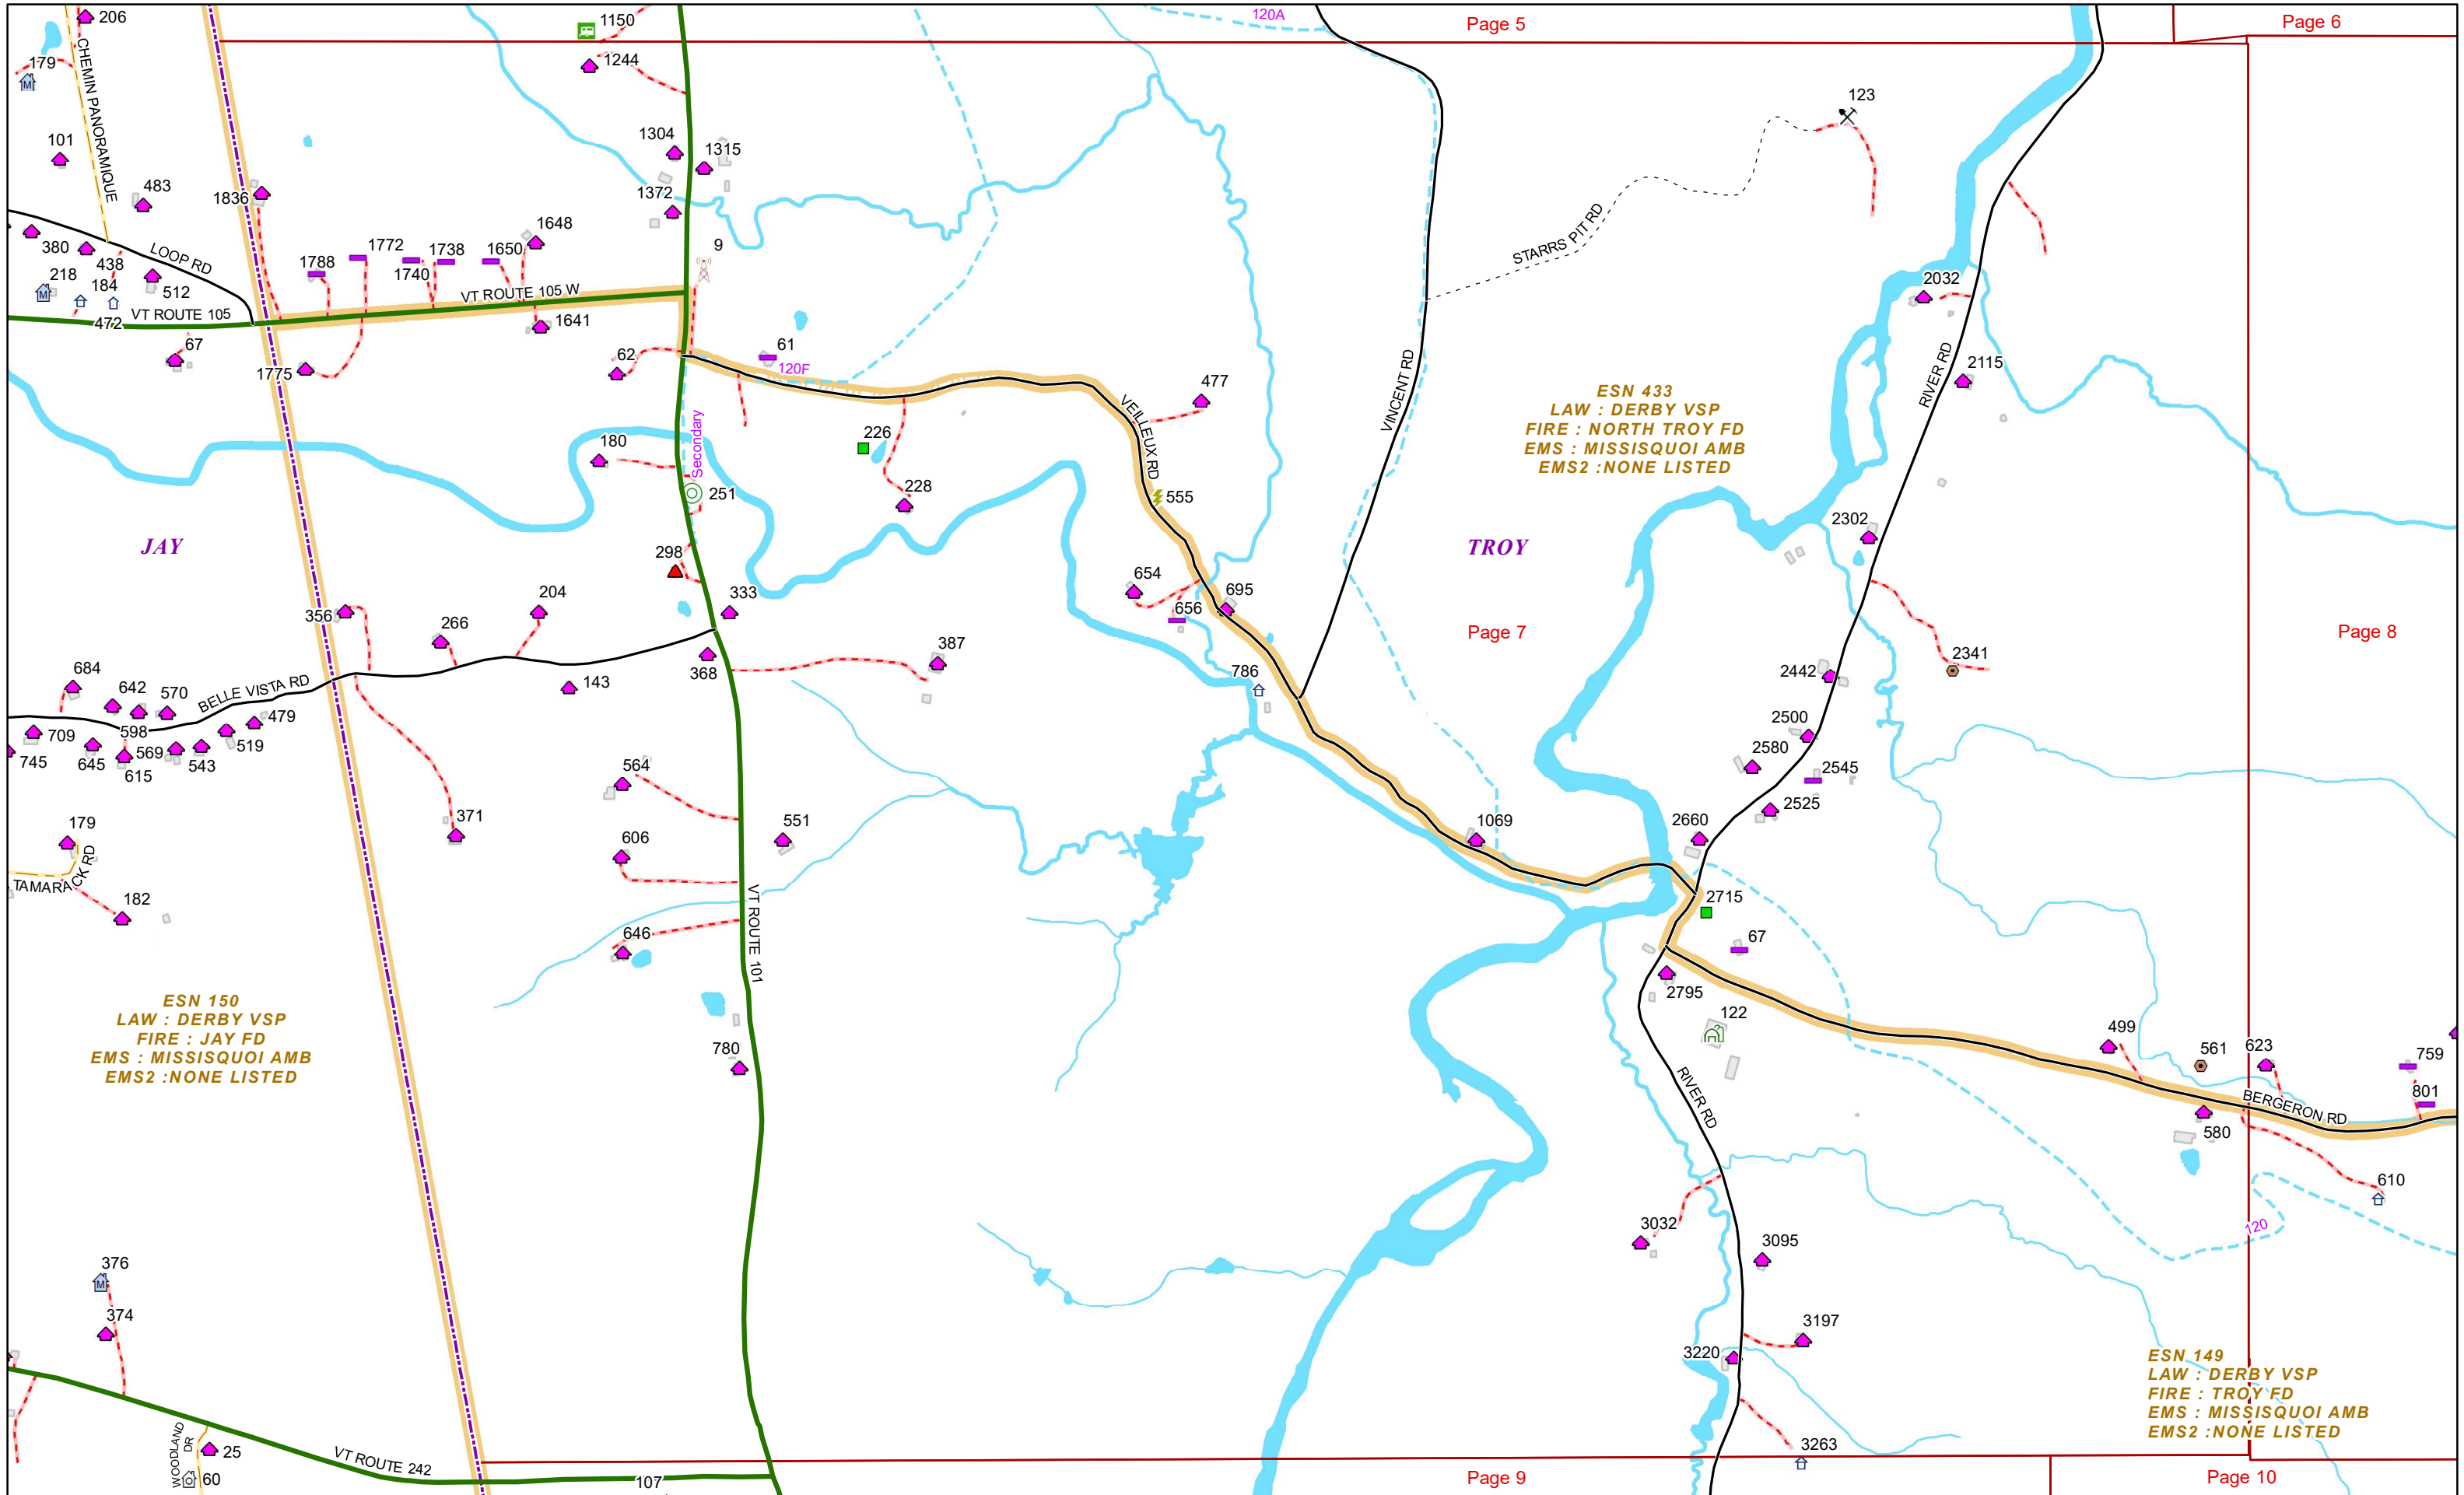 206
1150
120A
Page 5
Page 6
179
CHEMIN PANORAMIQUE
1244
123
101
1304
1315
483
1836
1372
1648
9
STARRS PIT RD
380
LOOP RD
438
1772
1738
1650
1788
1740
218
184
512
VT ROUTE 105 W
2032
472
VT ROUTE 105
1641
67
62
61
120F
1775
VINCENT RD
RIVER RD
2115
477
VEILLEUX RD
ESN 433
LAW : DERBY VSP
FIRE : NORTH TROY FD
EMS : MISSISQUOI AMB
EMS2 :NONE LISTED
180
Secondary
226
251
228
555
2302
JAY
TROY
298
204
333
654
656
695
356
266
Page 7
Page 8
387
2341
684
642
570
BELLE VISTA RD
143
368
786
2442
709
598
479
745
645
615
569
543
519
2500
2580
2545
564
179
371
551
2525
1069
2660
606
TAMARACK RD
182
VT ROUTE 101
2715
646
67
2795
ESN 150
LAW : DERBY VSP
FIRE : JAY FD
EMS : MISSISQUOI AMB
EMS2 :NONE LISTED
122
780
499
561
623
759
801
RIVER RD
BERGERON RD
580
610
120
3032
3095
376
374
3197
3220
ESN 149
LAW : DERBY VSP
FIRE : TROY FD
EMS : MISSISQUOI AMB
EMS2 :NONE LISTED
WOODLAND DR
25
60
VT ROUTE 242
107
3263
Page 9
Page 10